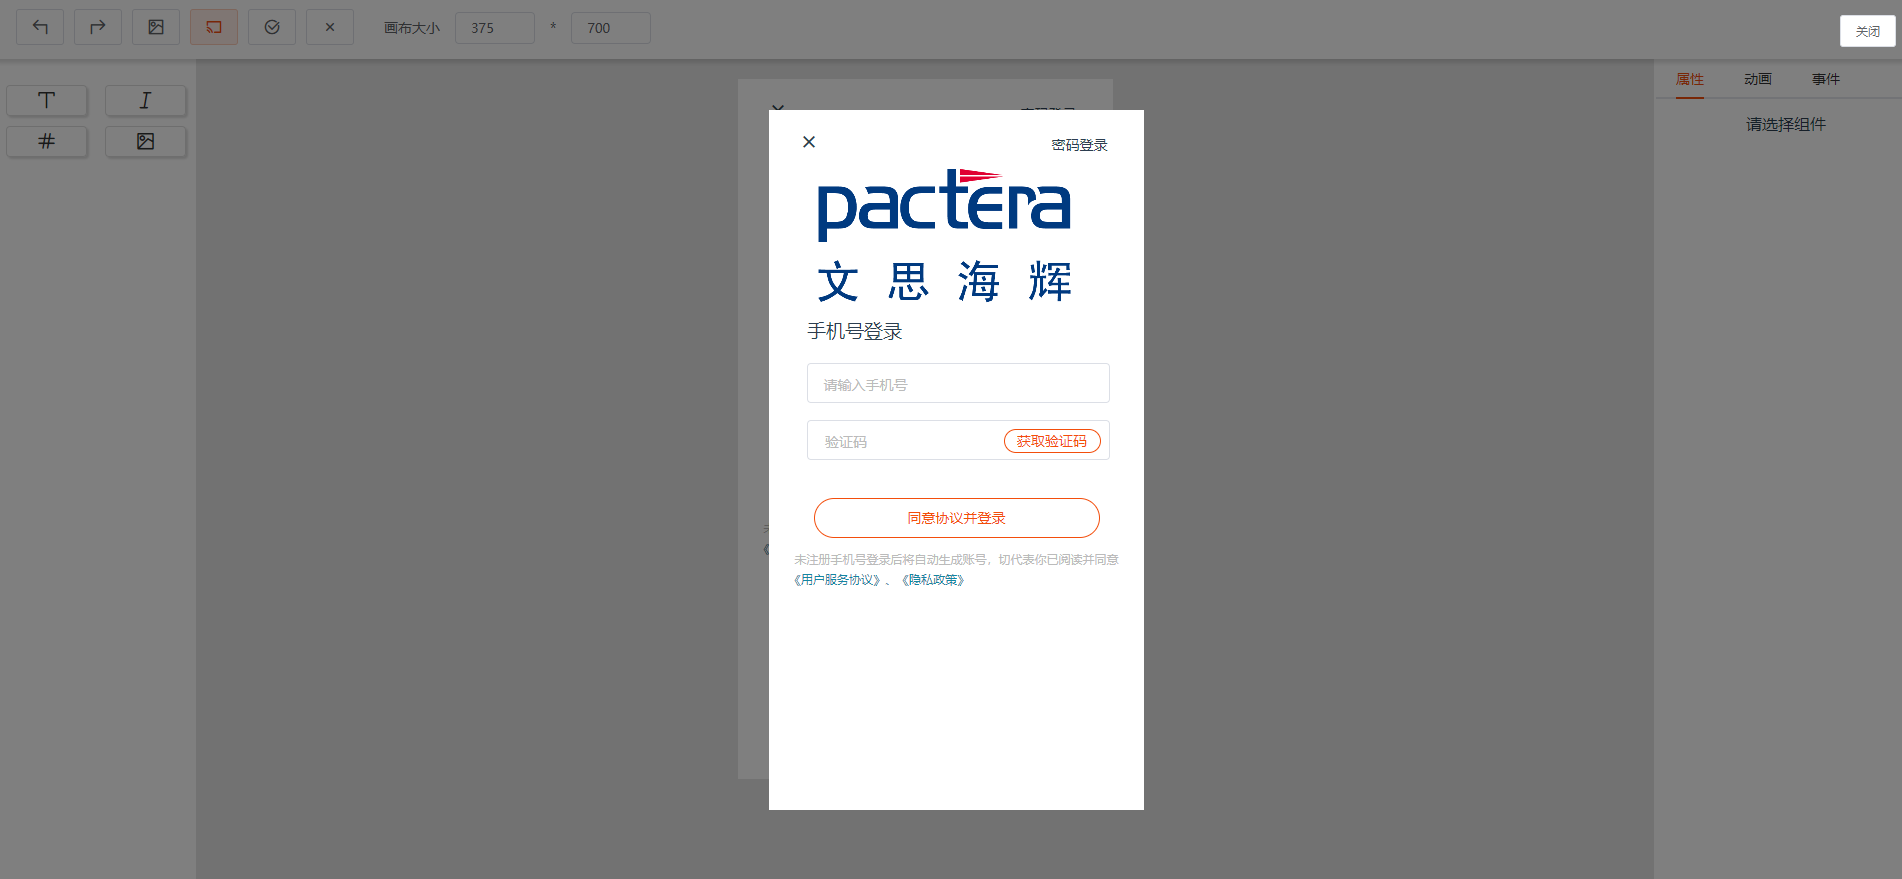 画布大小 375 * 700
关闭
属性 动画 事件
请选择组件
密码登录
pactera
文思海辉
手机号登录
请输入手机号
验证码 获取验证码
同意协议并登录
未注册手机号登录后将自动生成账号，切代表你已阅读并同意
《用户服务协议》、《隐私政策》